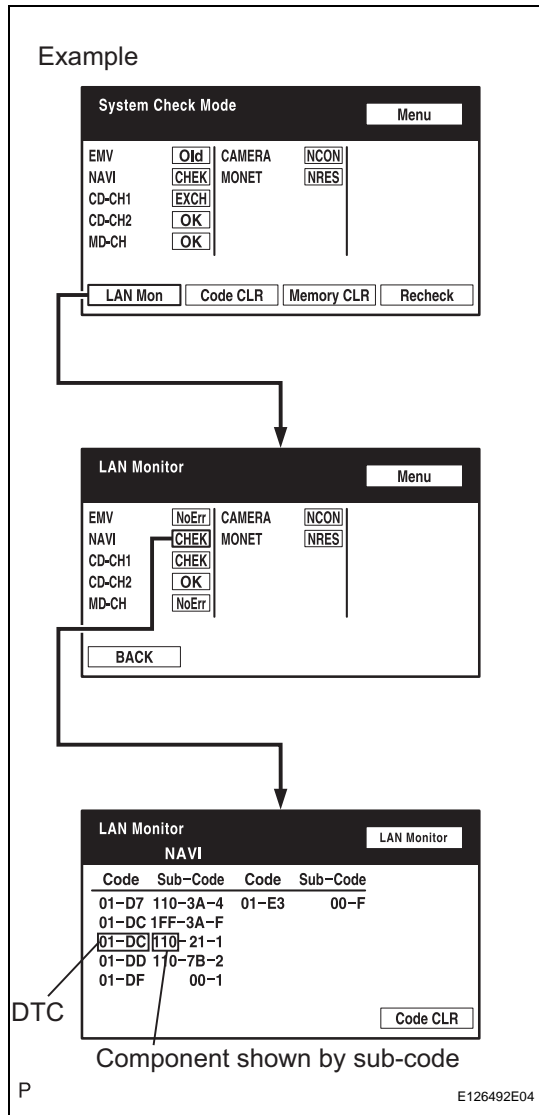 Example
System Check Mode Menu
EMV Old CAMERA NCON
NAVI CHEK MONET NRES
CD-CH1 EXCH
CD-CH2 OK
MD-CH OK
LAN Mon Code CLR Memory CLR Recheck
LAN Monitor Menu
EMV NoErr CAMERA NCON
NAVI CHEK MONET NRES
CD-CH1 CHEK
CD-CH2 OK
MD-CH NoErr
BACK
LAN Monitor LAN Monitor
NAVI
Code Sub-Code Code Sub-Code
01-D7 110-3A-4 01-E3 00-F
01-DC 1FF-3A-F
01-DC 110-21-1
01-DD 110-7B-2
01-DF 00-1
DTC
Code CLR
Component shown by sub-code
P E126492E04